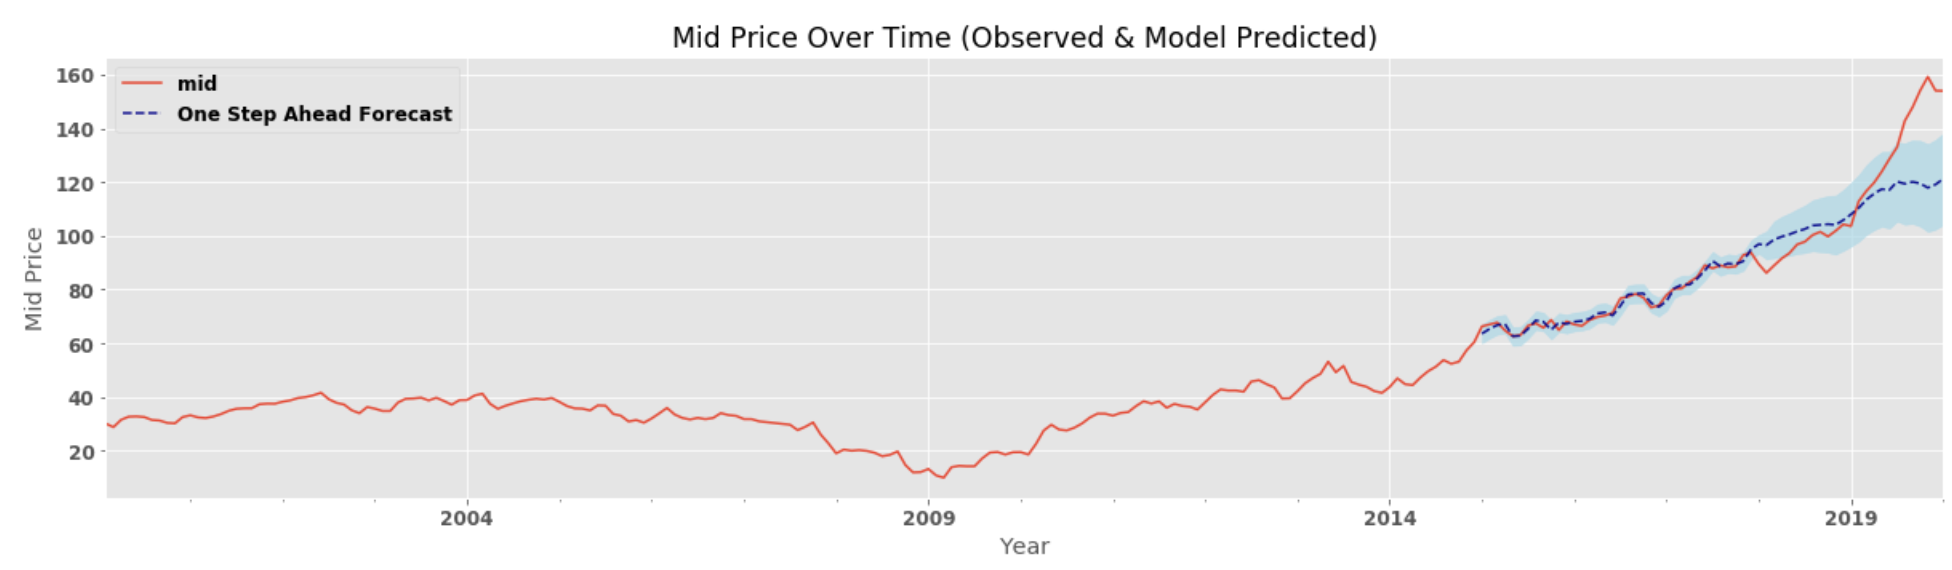 Mid Price Over Time (Observed & Model Predicted)
mid
One Step Ahead Forecast
160
140
120
100
80
60
40
20
Mid Price
2004 2009 2014 2019
Year